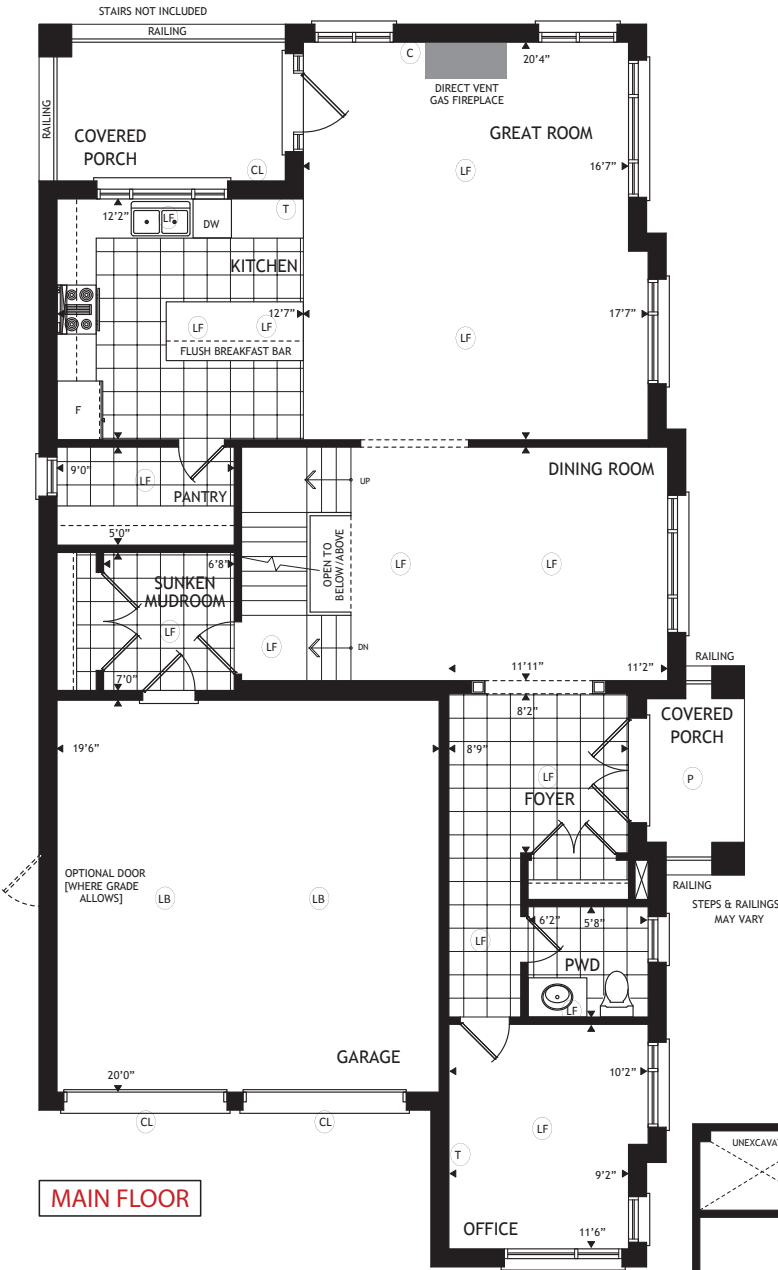 STAIRS NOT INCLUDED
RAILING
RAILING
COVERED
PORCH
CL
C
DIRECT VENT
GAS FIREPLACE
20'4"
GREAT ROOM
LF
16'7"
T
12'2"
LF
DW
KITCHEN
12'7"
LF
LF
FLUSH BREAKFAST BAR
LF
17'7"
F
9'0"
LF
PANTRY
5'0"
UP
DINING ROOM
OPEN TO
BELOW/ABOVE
LF
LF
6'8"
SUNKEN
MUDROOM
LF
7'0"
LF
DN
11'11"
11'2"
RAILING
8'2"
COVERED
PORCH
P
19'6"
8'9"
LF
FOYER
RAILING
STEPS & RAILINGS
MAY VARY
OPTIONAL DOOR
[WHERE GRADE
ALLOWS]
LB
LB
LF
6'2"
5'8"
PWD
LF
GARAGE
20'0"
CL
CL
10'2"
LF
T
9'2"
OFFICE
11'6"
UNEXCAVA
MAIN FLOOR